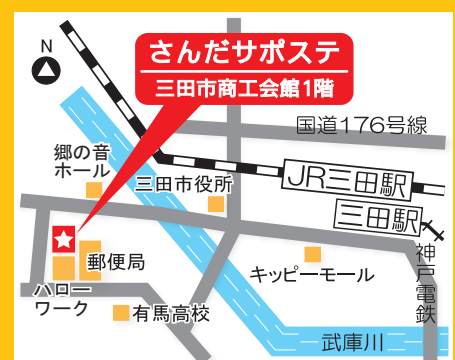 N
さんだサポステ
三田市商工会館1階
国道176号線
郷の音
ホール
三田市役所
JR三田駅
三田駅
神戸電鉄
郵便局
キッピーモール
ハロー
ワーク
有馬高校
武庫川